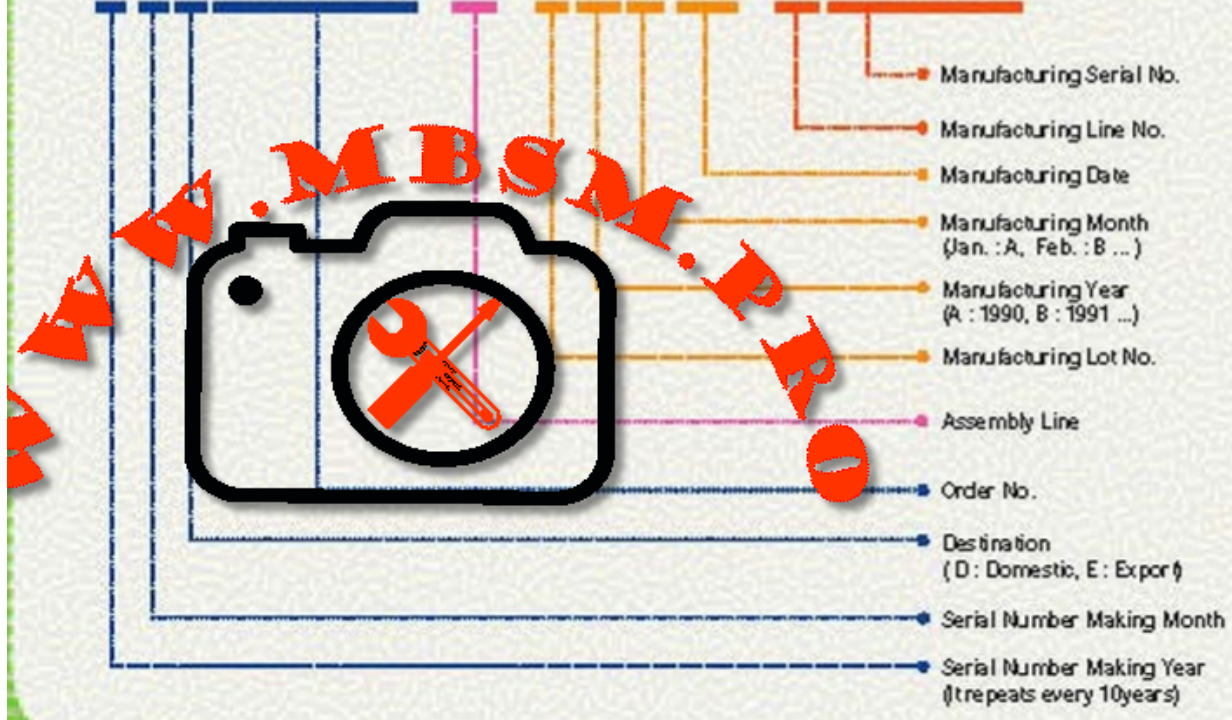 Manufacturing Serial No.
Manufacturing Line No.
Manufacturing Date
Manufacturing Month
(Jan. : A, Feb. : B ... )
Manufacturing Year
(A : 1990, B : 1991 ...)
Manufacturing Lot No.
Assembly Line
Order No.
Destination
( D : Domestic, E : Export)
Serial Number Making Month
Serial Number Making Year
(It repeats every 10years)
WWW.MBSM.PRO